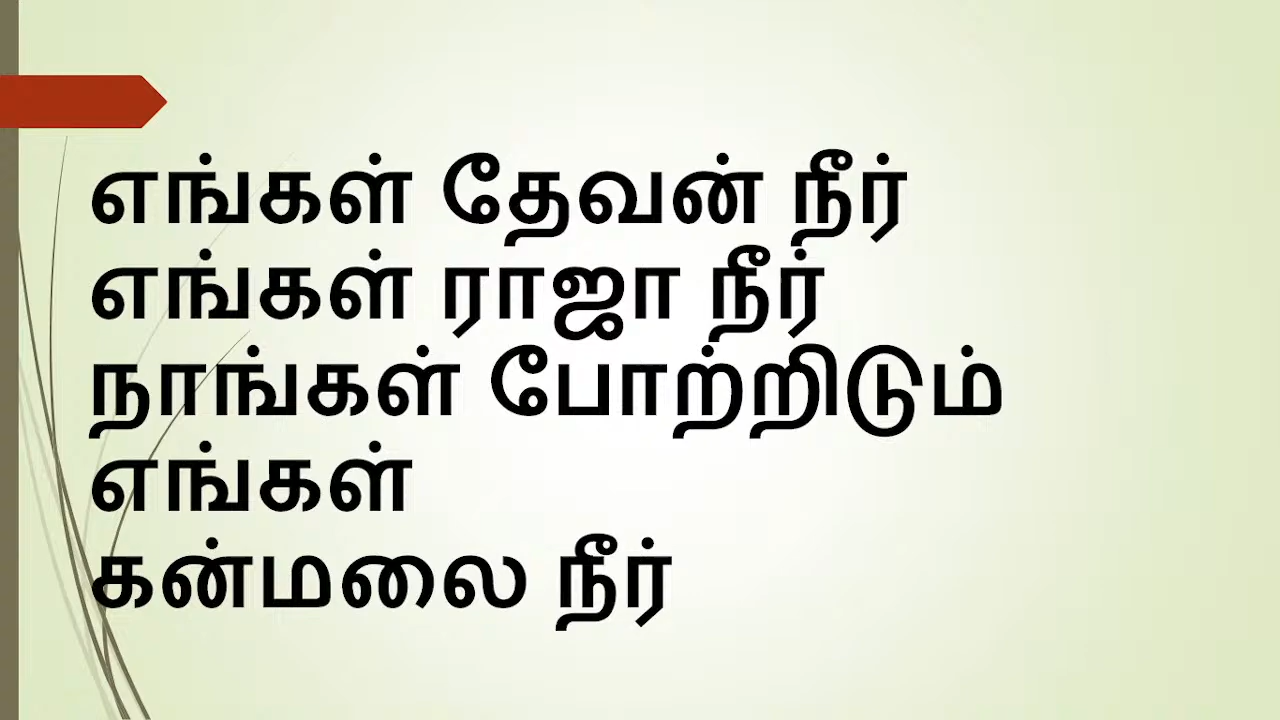 எங்கள் தேவன் நீர்
எங்கள் ராஜா நீர்
நாங்கள் போற்றிடும்
எங்கள்
கன்மலை நீர்